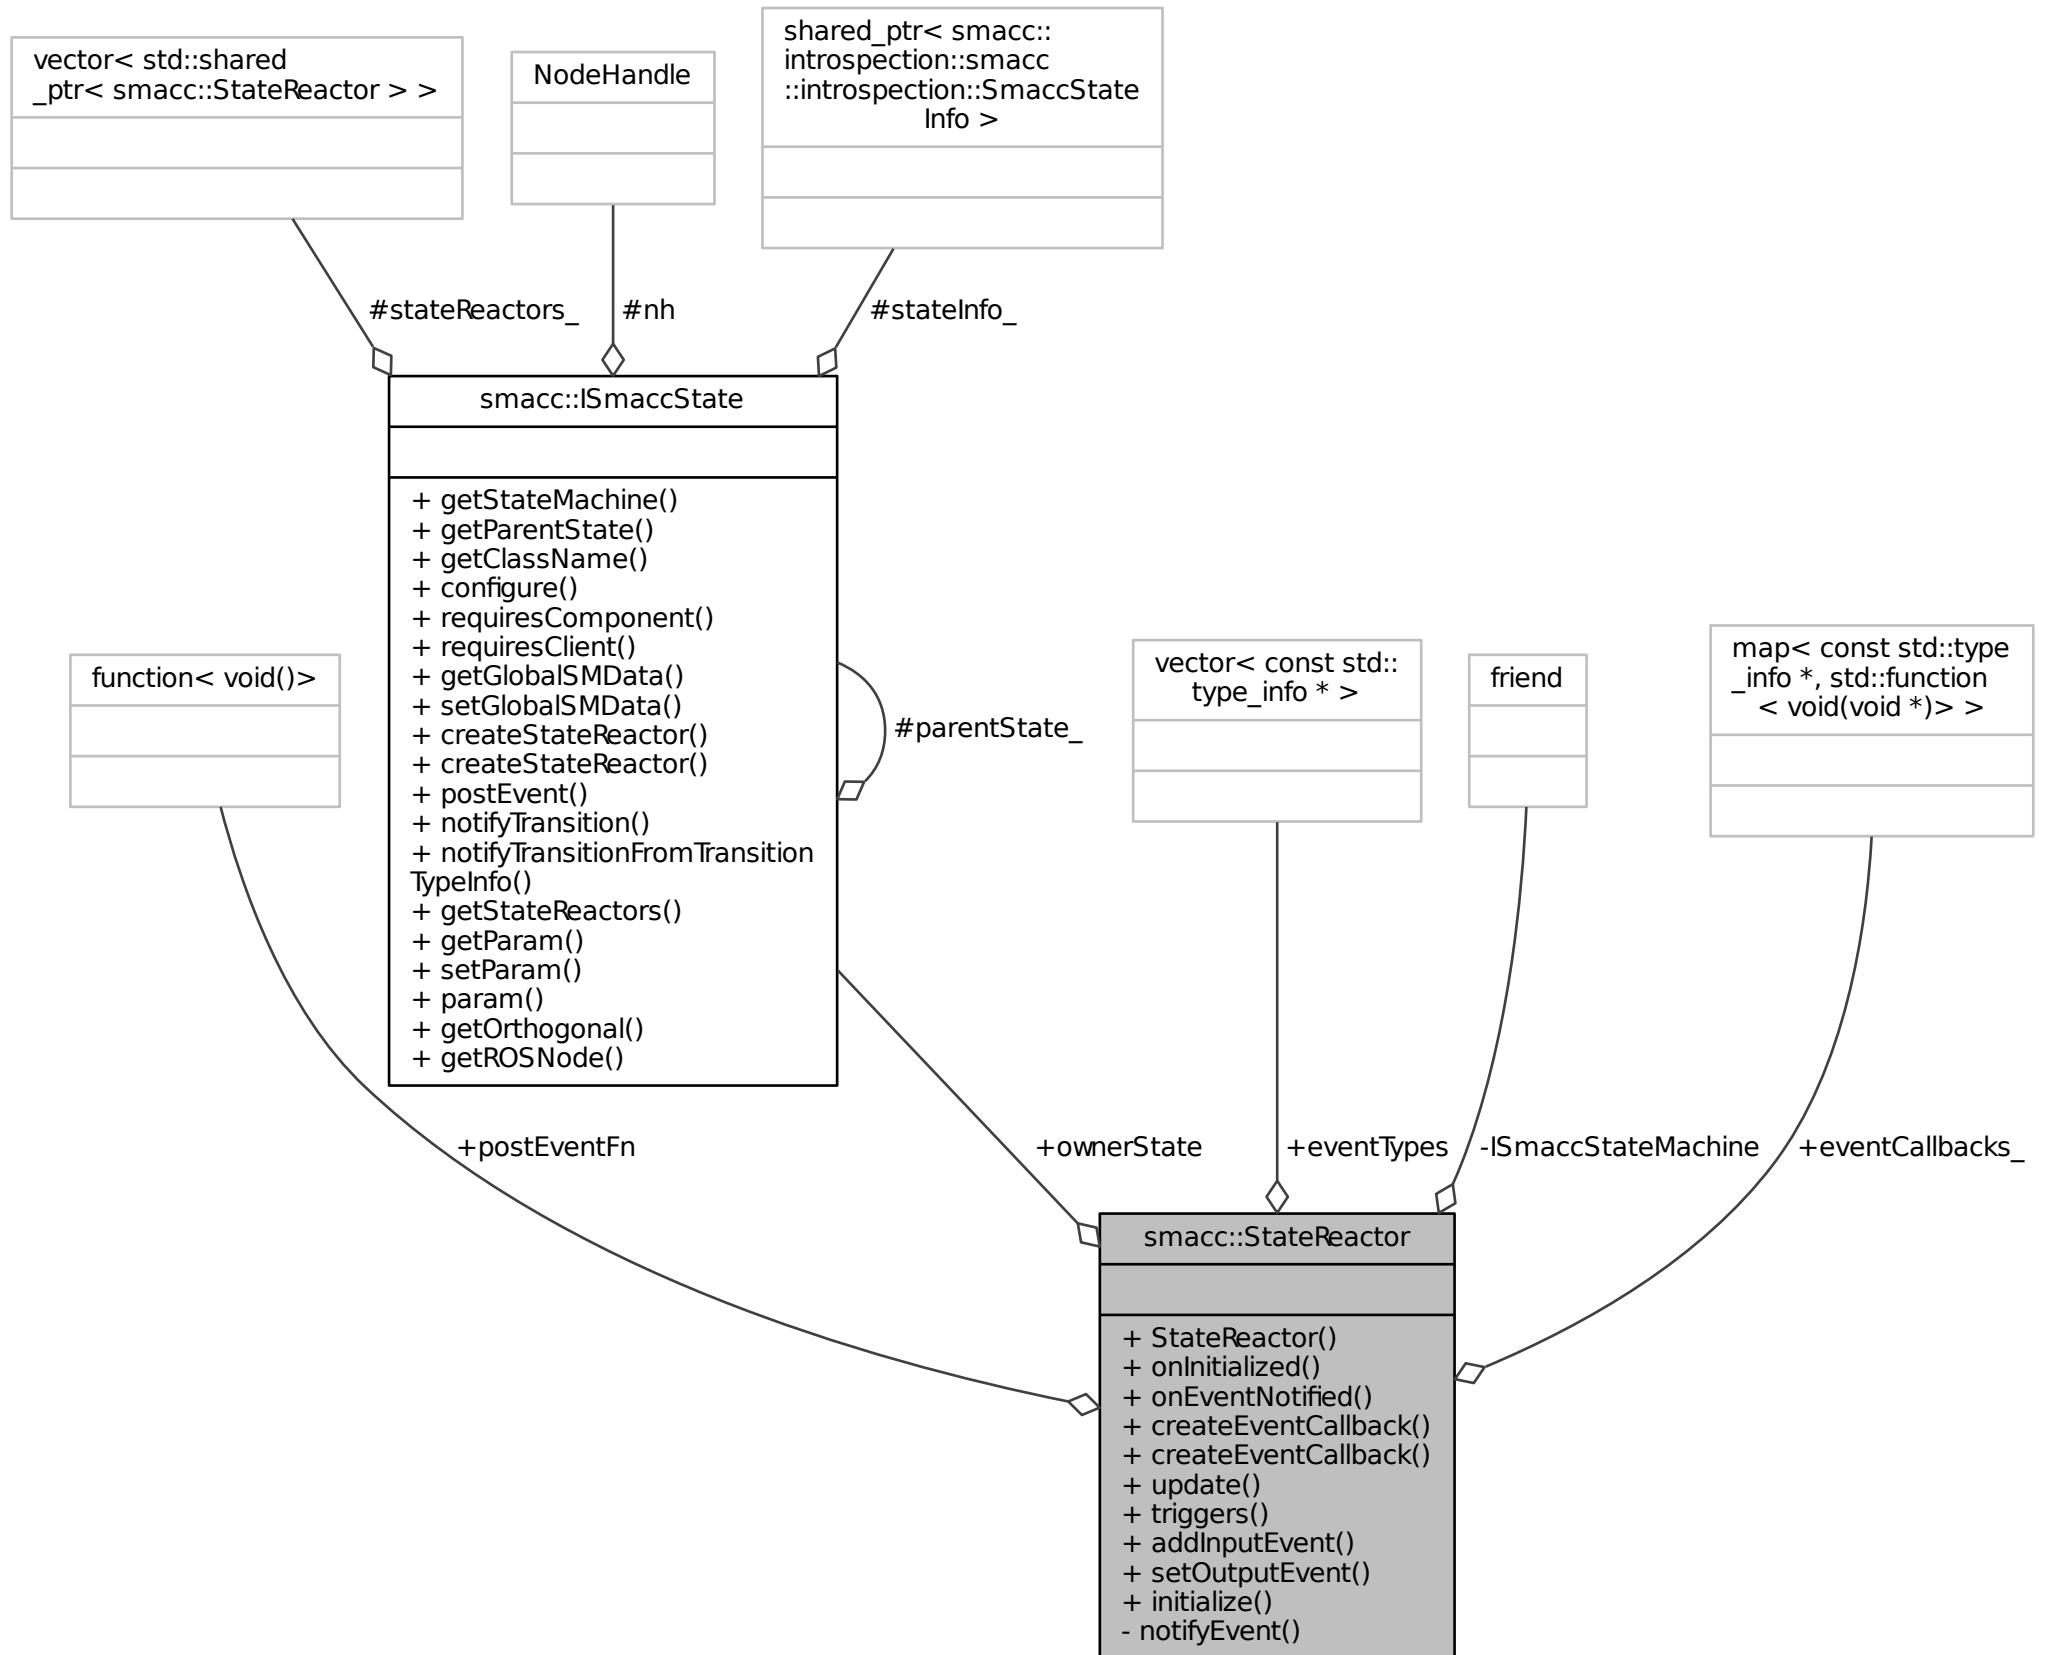 vector< std::shared
_ptr< smacc::StateReactor > >
NodeHandle
shared_ptr< smacc::
introspection::smacc
::introspection::SmaccState
Info >
#stateReactors_
#nh
#stateInfo_
smacc::ISmaccState
+ getStateMachine()
+ getParentState()
+ getClassName()
+ configure()
+ requiresComponent()
+ requiresClient()
+ getGlobalSMData()
+ setGlobalSMData()
+ createStateReactor()
+ createStateReactor()
+ postEvent()
+ notifyTransition()
+ notifyTransitionFromTransition
TypeInfo()
+ getStateReactors()
+ getParam()
+ setParam()
+ param()
+ getOrthogonal()
+ getROSNode()
#parentState_
function< void()>
vector< const std::
type_info * >
friend
map< const std::type
_info *, std::function
< void(void *)> >
+postEventFn
+ownerState
+eventTypes
-ISmaccStateMachine
+eventCallbacks_
smacc::StateReactor
+ StateReactor()
+ onInitialized()
+ onEventNotified()
+ createEventCallback()
+ createEventCallback()
+ update()
+ triggers()
+ addInputEvent()
+ setOutputEvent()
+ initialize()
- notifyEvent()